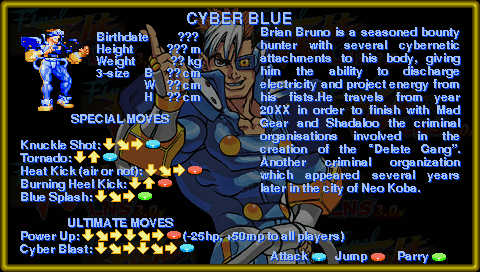 CYBER BLUE
Birthdate ???
Height ??? m
Weight ?? kg
3-size B ?? cm
W ?? cm
H ?? cm
SPECIAL MOVES
Knuckle Shot:
Tornado:
Heat Kick (air or not):
Burning Heel Kick:
Blue Splash:
ULTIMATE MOVES
Power Up: (-25hp, +50mp to all players)
Cyber Blast:
Brian Bruno is a seasoned bounty
hunter with several cybernetic
attachments to his body, giving
him the ability to discharge
electricity and project energy from
his fists.He travels from year
20XX in order to finish with Mad
Gear and Shadaloo the criminal
organisations involved in the
creation of the "Delete Gang".
Another criminal organization
which appeared several years
later in the city of Neo Koba.
Attack Jump Parry